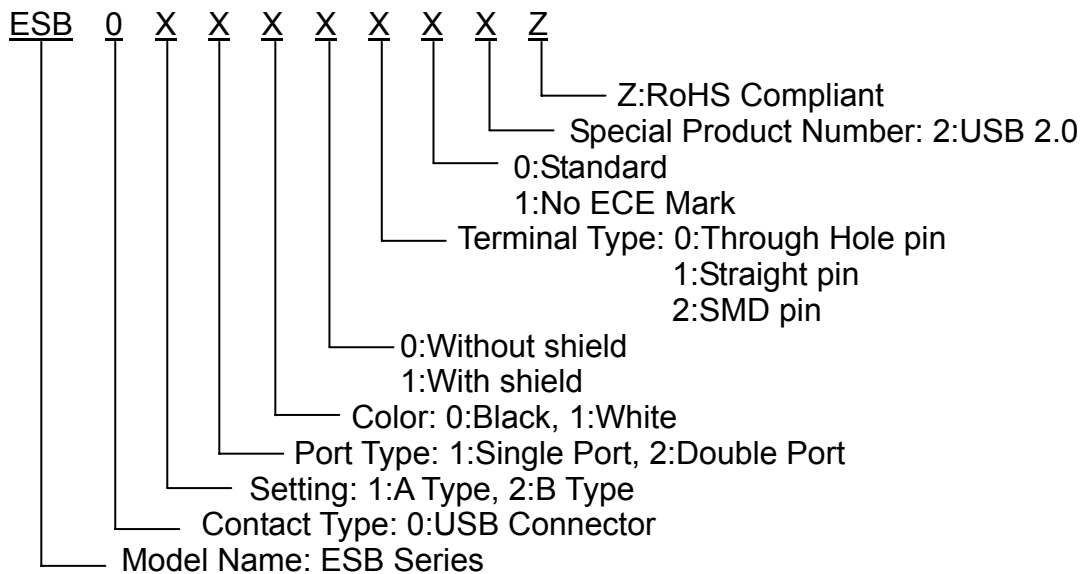 ESB 0 X X X X X X X Z
Z:RoHS Compliant
Special Product Number: 2:USB 2.0
0:Standard
1:No ECE Mark
Terminal Type: 0:Through Hole pin
1:Straight pin
2:SMD pin
0:Without shield
1:With shield
Color: 0:Black, 1:White
Port Type: 1:Single Port, 2:Double Port
Setting: 1:A Type, 2:B Type
Contact Type: 0:USB Connector
Model Name: ESB Series